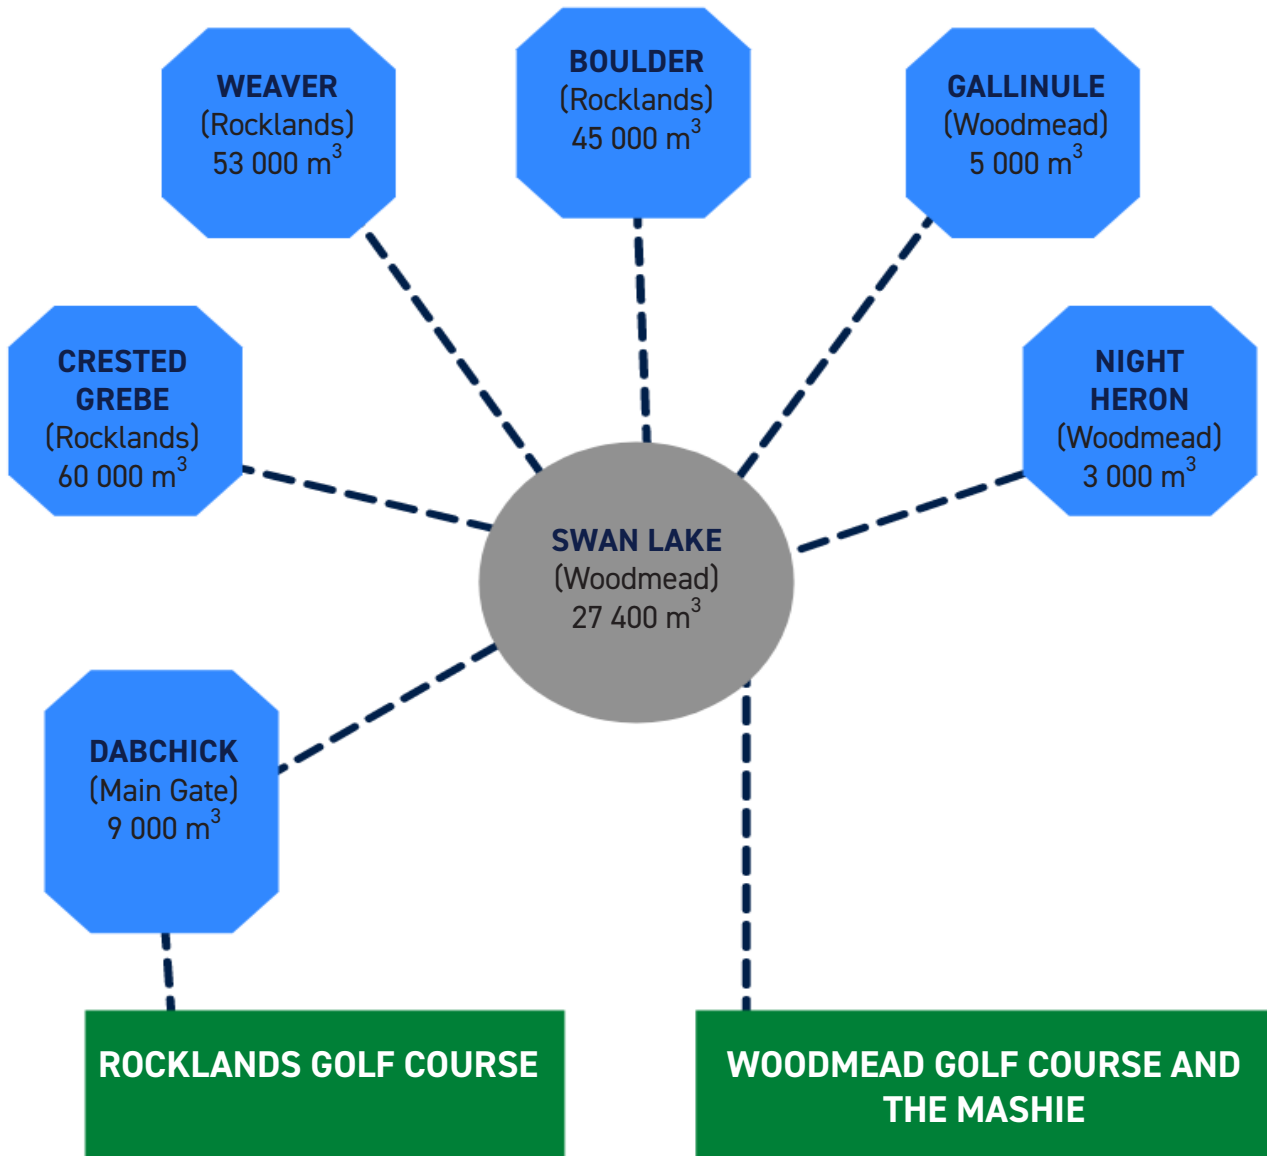 WEAVER
(Rocklands)
53 000 m³
BOULDER
(Rocklands)
45 000 m³
GALLINULE
(Woodmead)
5 000 m³
CRESTED
GREBE
(Rocklands)
60 000 m³
NIGHT
HERON
(Woodmead)
3 000 m³
SWAN LAKE
(Woodmead)
27 400 m³
DABCHICK
(Main Gate)
9 000 m³
ROCKLANDS GOLF COURSE
WOODMEAD GOLF COURSE AND
THE MASHIE